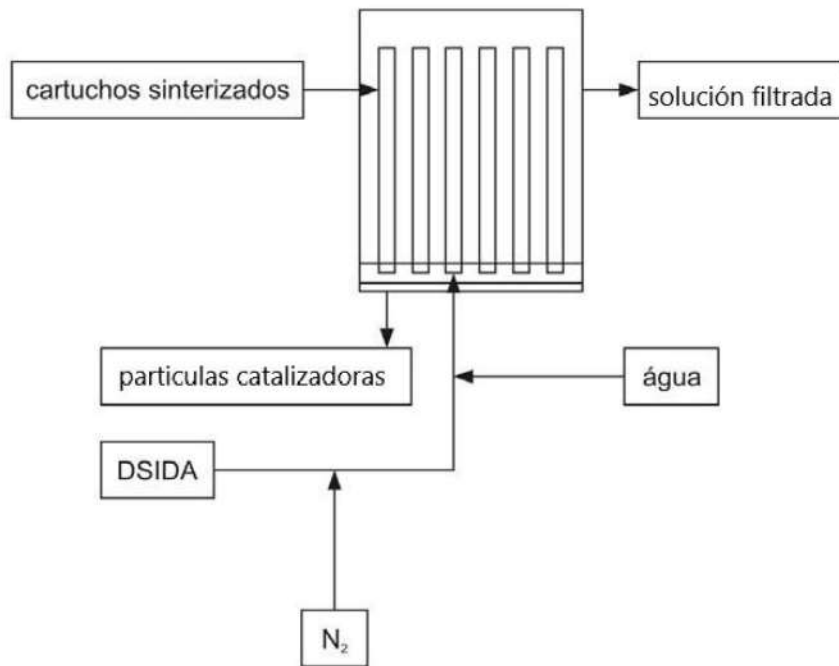 cartuchos sinterizados
solución filtrada
particulas catalizadoras
água
DSIDA
N₂